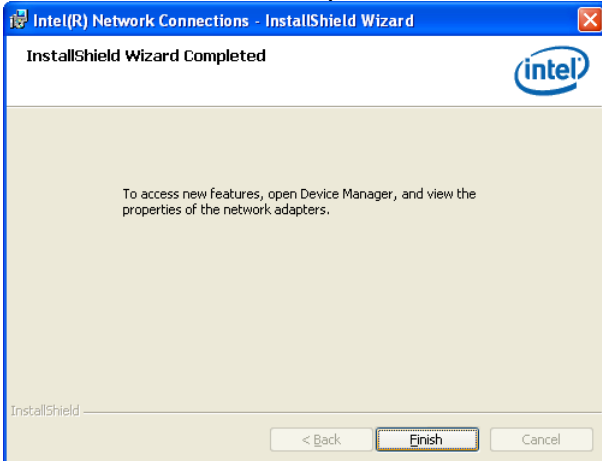 Intel(R) Network Connections - InstallShield Wizard
InstallShield Wizard Completed
intel
To access new features, open Device Manager, and view the
properties of the network adapters.
InstallShield
< Back
Finish
Cancel